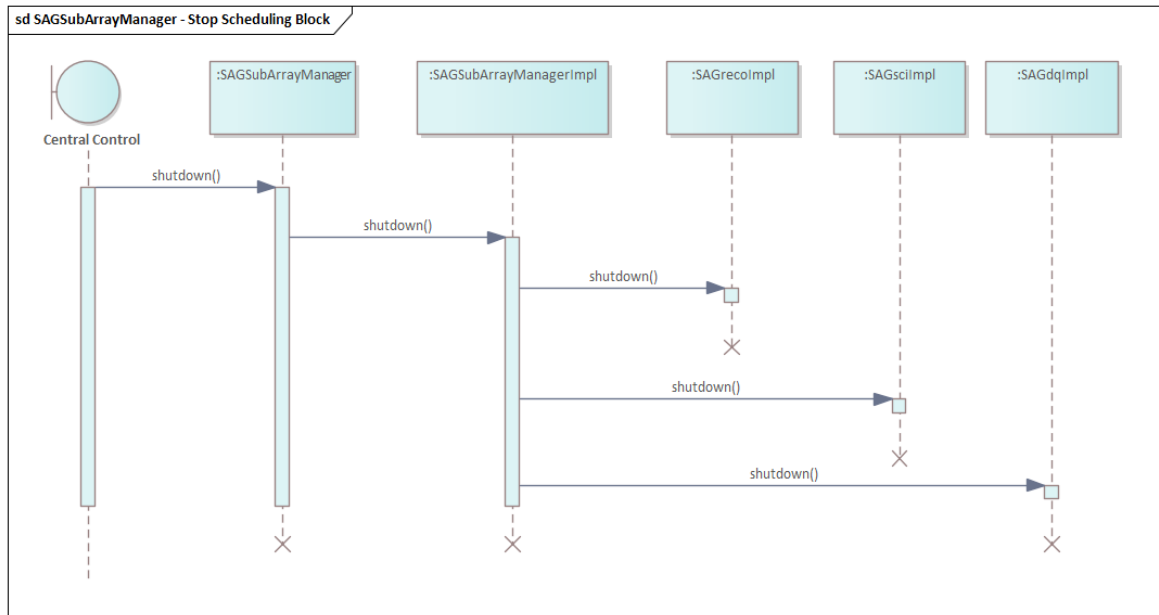 sd SAGSubArrayManager - Stop Scheduling Block
:SAGSubArrayManager
:SAGSubArrayManagerImpl
:SAGrecoImpl
:SAGsciImpl
:SAGdqImpl
Central Control
shutdown()
shutdown()
shutdown()
shutdown()
shutdown()